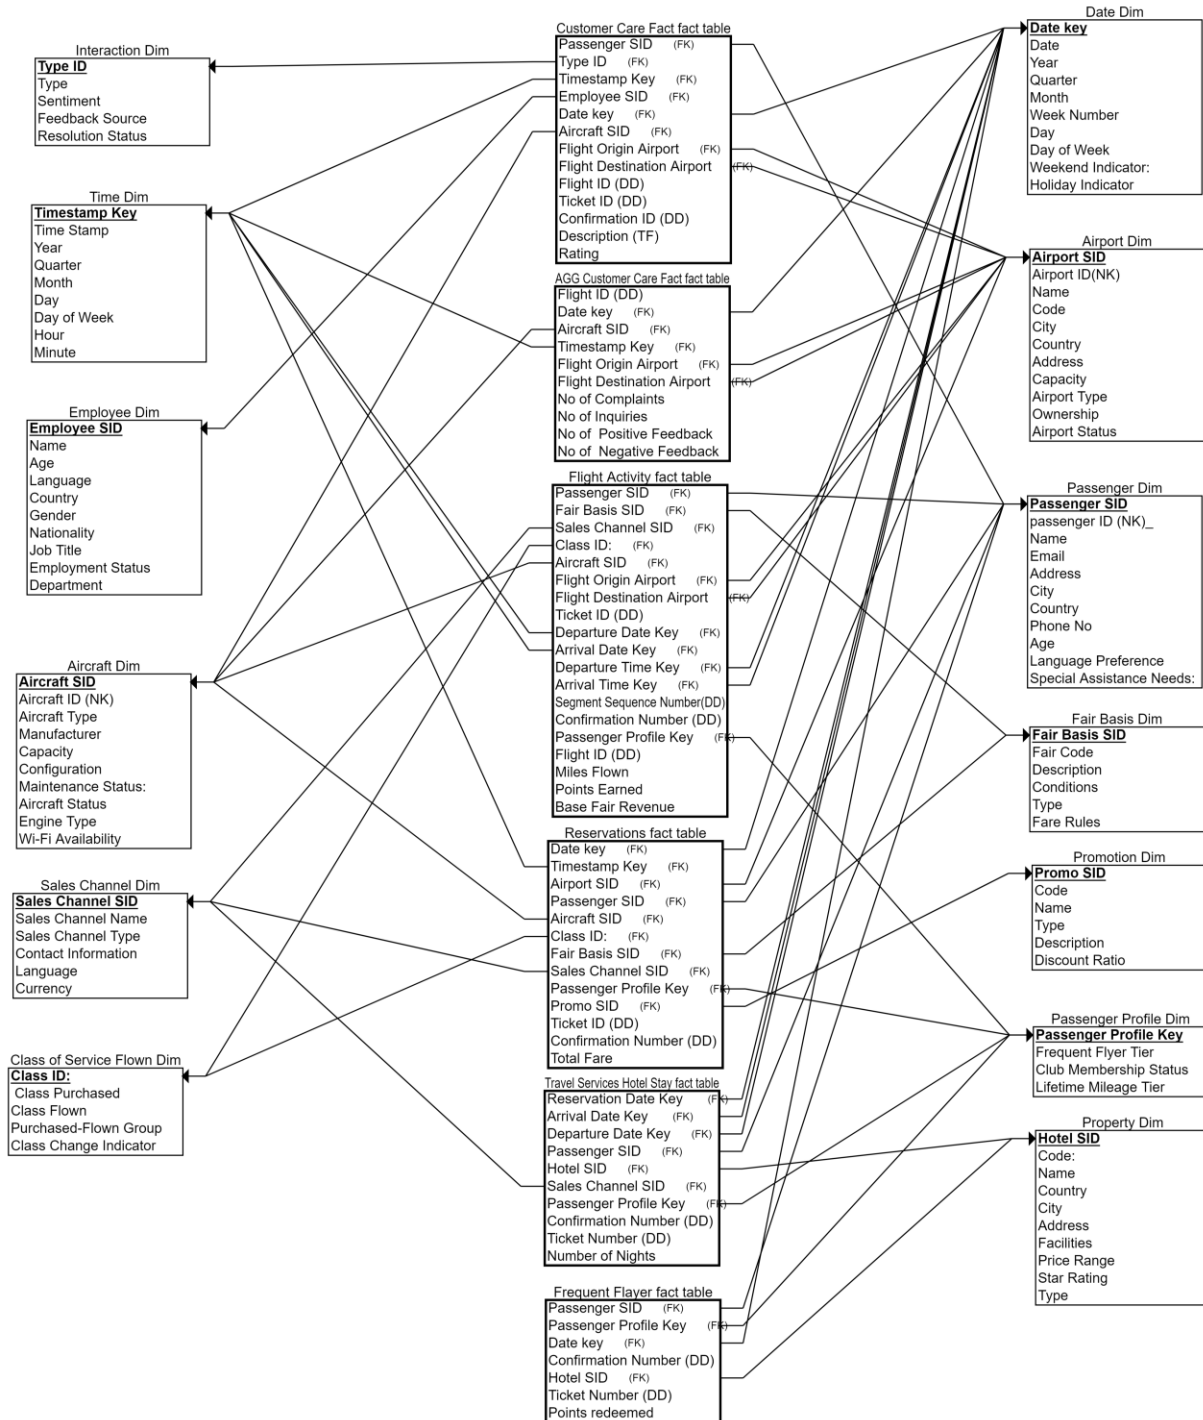 Interaction Dim
Type ID
Type
Sentiment
Feedback Source
Resolution Status
Time Dim
Timestamp Key
Time Stamp
Year
Quarter
Month
Day
Day of Week
Hour
Minute
Employee Dim
Employee SID
Name
Age
Language
Country
Gender
Nationality
Job Title
Employment Status
Department
Aircraft Dim
Aircraft SID
Aircraft ID (NK)
Aircraft Type
Manufacturer
Capacity
Configuration
Maintenance Status:
Aircraft Status
Engine Type
Wi-Fi Availability
Sales Channel Dim
Sales Channel SID
Sales Channel Name
Sales Channel Type
Contact Information
Language
Currency
Class of Service Flown Dim
Class ID:
Class Purchased
Class Flown
Purchased-Flown Group
Class Change Indicator
Customer Care Fact fact table
Passenger SID (FK)
Type ID (FK)
Timestamp Key (FK)
Employee SID (FK)
Date key (FK)
Aircraft SID (FK)
Flight Origin Airport (FK)
Flight Destination Airport (FK)
Flight ID (DD)
Ticket ID (DD)
Confirmation ID (DD)
Description (TF)
Rating
AGG Customer Care Fact fact table
Flight ID (DD)
Date key (FK)
Aircraft SID (FK)
Timestamp Key (FK)
Flight Origin Airport (FK)
Flight Destination Airport (FK)
No of Complaints
No of Inquiries
No of Positive Feedback
No of Negative Feedback
Flight Activity fact table
Passenger SID (FK)
Fair Basis SID (FK)
Sales Channel SID (FK)
Class ID: (FK)
Aircraft SID (FK)
Flight Origin Airport (FK)
Flight Destination Airport (FK)
Ticket ID (DD)
Departure Date Key (FK)
Arrival Date Key (FK)
Departure Time Key (FK)
Arrival Time Key (FK)
Segment Sequence Number(DD)
Confirmation Number (DD)
Passenger Profile Key (FK)
Flight ID (DD)
Miles Flown
Points Earned
Base Fair Revenue
Reservations fact table
Date key (FK)
Timestamp Key (FK)
Airport SID (FK)
Passenger SID (FK)
Aircraft SID (FK)
Class ID: (FK)
Fair Basis SID (FK)
Sales Channel SID (FK)
Passenger Profile Key (FK)
Promo SID (FK)
Ticket ID (DD)
Confirmation Number (DD)
Total Fare
Travel Services Hotel Stay fact table
Reservation Date Key (FK)
Arrival Date Key (FK)
Departure Date Key (FK)
Passenger SID (FK)
Hotel SID (FK)
Sales Channel SID (FK)
Passenger Profile Key (FK)
Confirmation Number (DD)
Ticket Number (DD)
Number of Nights
Frequent Flayer fact table
Passenger SID (FK)
Passenger Profile Key (FK)
Date key (FK)
Confirmation Number (DD)
Hotel SID (FK)
Ticket Number (DD)
Points redeemed
Date Dim
Date key
Date
Year
Quarter
Month
Week Number
Day
Day of Week
Weekend Indicator:
Holiday Indicator
Airport Dim
Airport SID
Airport ID(NK)
Name
Code
City
Country
Address
Capacity
Airport Type
Ownership
Airport Status
Passenger Dim
Passenger SID
passenger ID (NK)_
Name
Email
Address
City
Country
Phone No
Age
Language Preference
Special Assistance Needs:
Fair Basis Dim
Fair Basis SID
Fair Code
Description
Conditions
Type
Fare Rules
Promotion Dim
Promo SID
Code
Name
Type
Description
Discount Ratio
Passenger Profile Dim
Passenger Profile Key
Frequent Flyer Tier
Club Membership Status
Lifetime Mileage Tier
Property Dim
Hotel SID
Code:
Name
Country
City
Address
Facilities
Price Range
Star Rating
Type